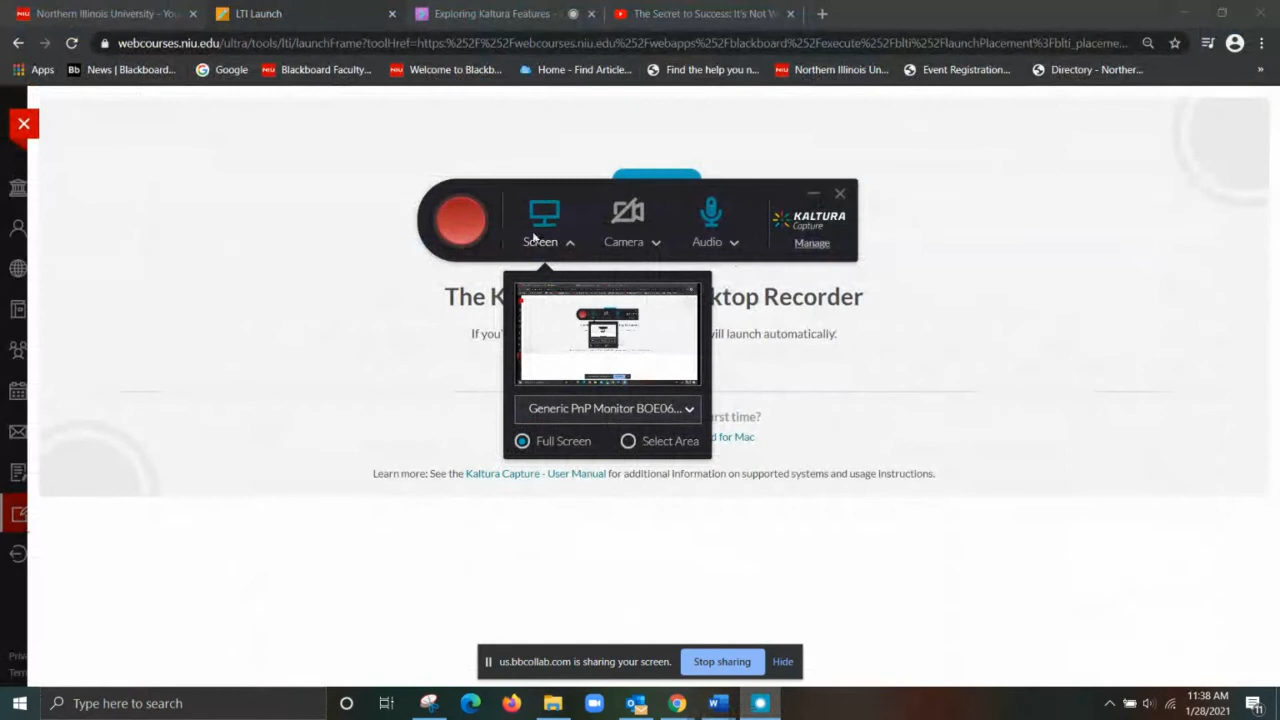 Northern Illinois University - You
LTI Launch
Exploring Kaltura Features -
The Secret to Success: It's Not W
webcourses.niu.edu/ultra/tools/lti/launchFrame?toolHref=https:%252F%252Fwebcourses.niu.edu%252Fwebapps%252Fblackboard%252Fexecute%252Fblti%252FlaunchPlacement%3Fblti_placeme...
Apps
Bb News | Blackboard...
Google
NIU Blackboard Faculty...
NIU Welcome to Blackb...
Home - Find Article...
Find the help you n...
NIU Northern Illinois Un...
Event Registration...
Directory - Norther...
»
Screen
Camera
Audio
KALTURA
Capture
Manage
The K
ktop Recorder
If you'
will launch automatically.
Generic PnP Monitor BOE06...
rst time?
Full Screen
Select Area
d for Mac
Learn more: See the Kaltura Capture - User Manual for additional Information on supported systems and usage Instructions.
Priv
Term
us.bbcollab.com is sharing your screen.
Stop sharing
Hide
Type here to search
11:38 AM
1/28/2021